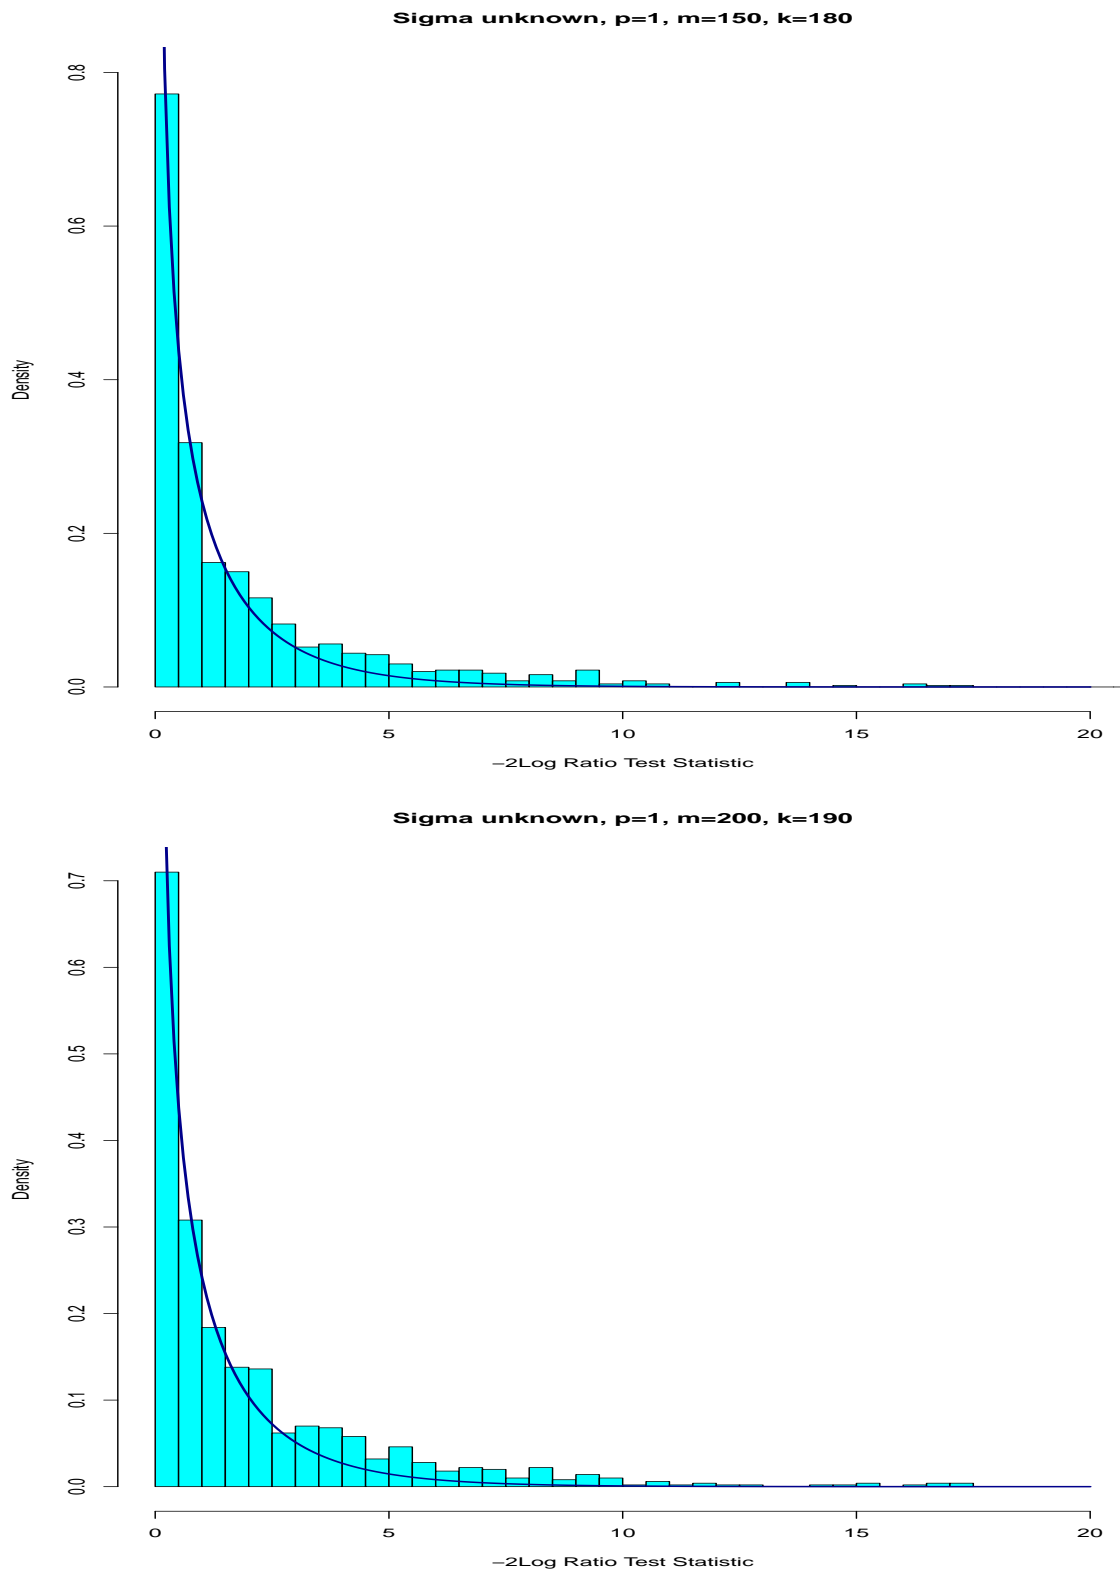 Sigma unknown, p=1, m=150, k=180
0.8
0.6
0.4
0.2
0.0
Density
0 5 10 15 20
−2Log Ratio Test Statistic
Sigma unknown, p=1, m=200, k=190
0.7
0.6
0.5
0.4
0.3
0.2
0.1
0.0
Density
0 5 10 15 20
−2Log Ratio Test Statistic